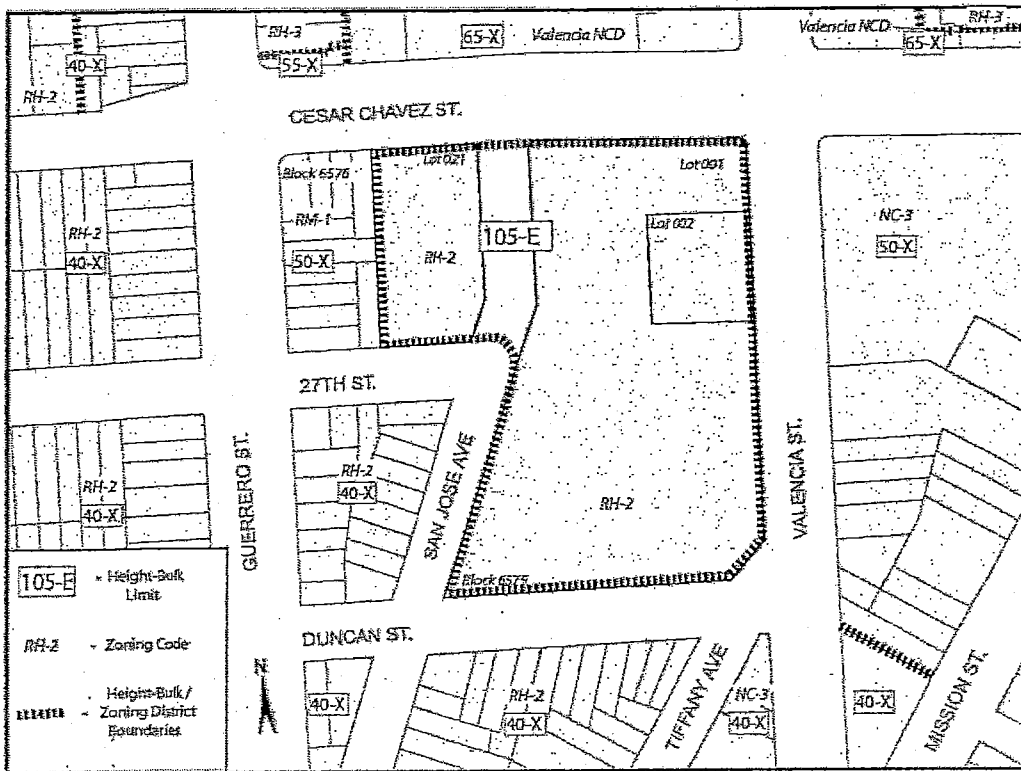 RH-3
65-X
Valencia NCD
Valencia NCD
RH-3
65-X
40-X
55-X
RH-2
CESAR CHAVEZ ST.
Block 6576
Lot 021
Lot 001
RM-1
RH-2
40-X
50-X
RH-2
105-E
Lot 002
NC-3
50-X
27TH ST.
GUERRERO ST.
SAN JOSE AVE
VALENCIA ST.
RH-2
40-X
RH-2
40-X
RH-2
Block 6575
DUNCAN ST.
40-X
RH-2
40-X
TIFFANY AVE
NC-3
40-X
40-X
MISSION ST.
105-E - Height-Bulk
Limit
RH-2 - Zoning Code
Height-Bulk /
- Zoning District
Boundaries
N